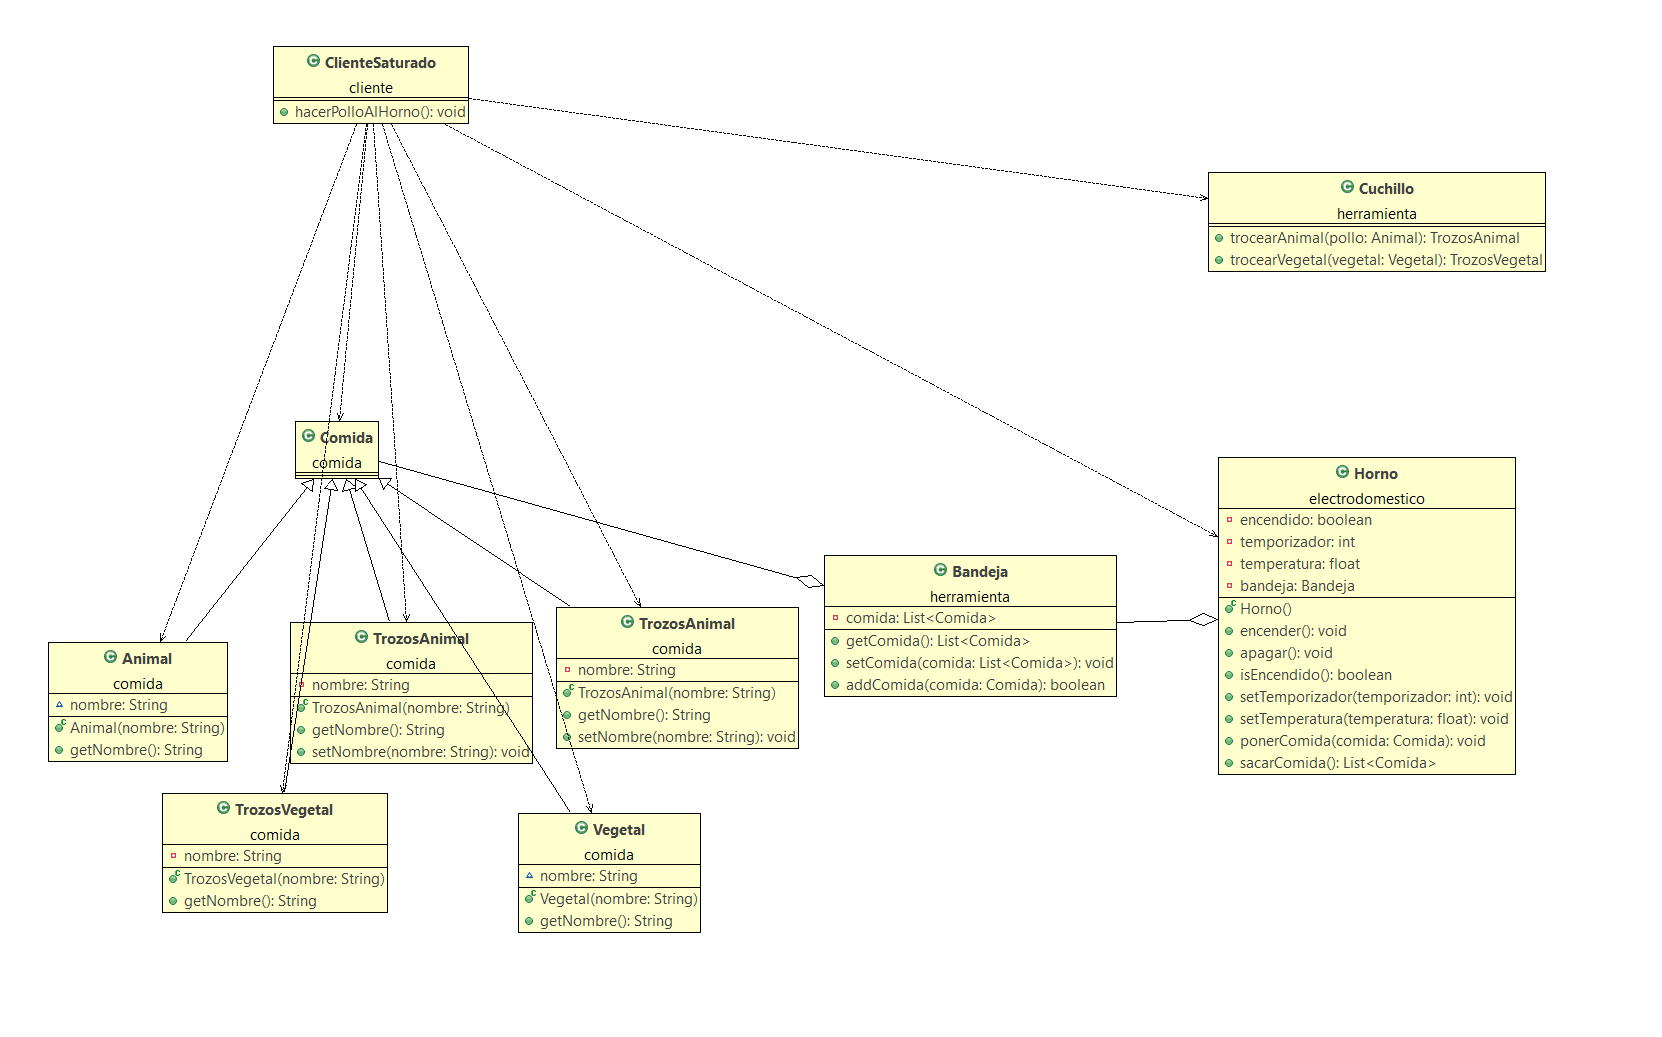 ClienteSaturado
cliente
hacerPolloAlHorno(): void
Cuchillo
herramienta
trocearAnimal(pollo: Animal): TrozosAnimal
trocearVegetal(vegetal: Vegetal): TrozosVegetal
Comida
comida
Horno
electrodomestico
encendido: boolean
temporizador: int
temperatura: float
bandeja: Bandeja
Horno()
encender(): void
apagar(): void
isEncendido(): boolean
setTemporizador(temporizador: int): void
setTemperatura(temperatura: float): void
ponerComida(comida: Comida): void
sacarComida(): List<Comida>
Bandeja
herramienta
comida: List<Comida>
getComida(): List<Comida>
setComida(comida: List<Comida>): void
addComida(comida: Comida): boolean
Animal
comida
nombre: String
Animal(nombre: String)
getNombre(): String
TrozosAnimal
comida
nombre: String
TrozosAnimal(nombre: String)
getNombre(): String
setNombre(nombre: String): void
TrozosAnimal
comida
nombre: String
TrozosAnimal(nombre: String)
getNombre(): String
setNombre(nombre: String): void
TrozosVegetal
comida
nombre: String
TrozosVegetal(nombre: String)
getNombre(): String
Vegetal
comida
nombre: String
Vegetal(nombre: String)
getNombre(): String